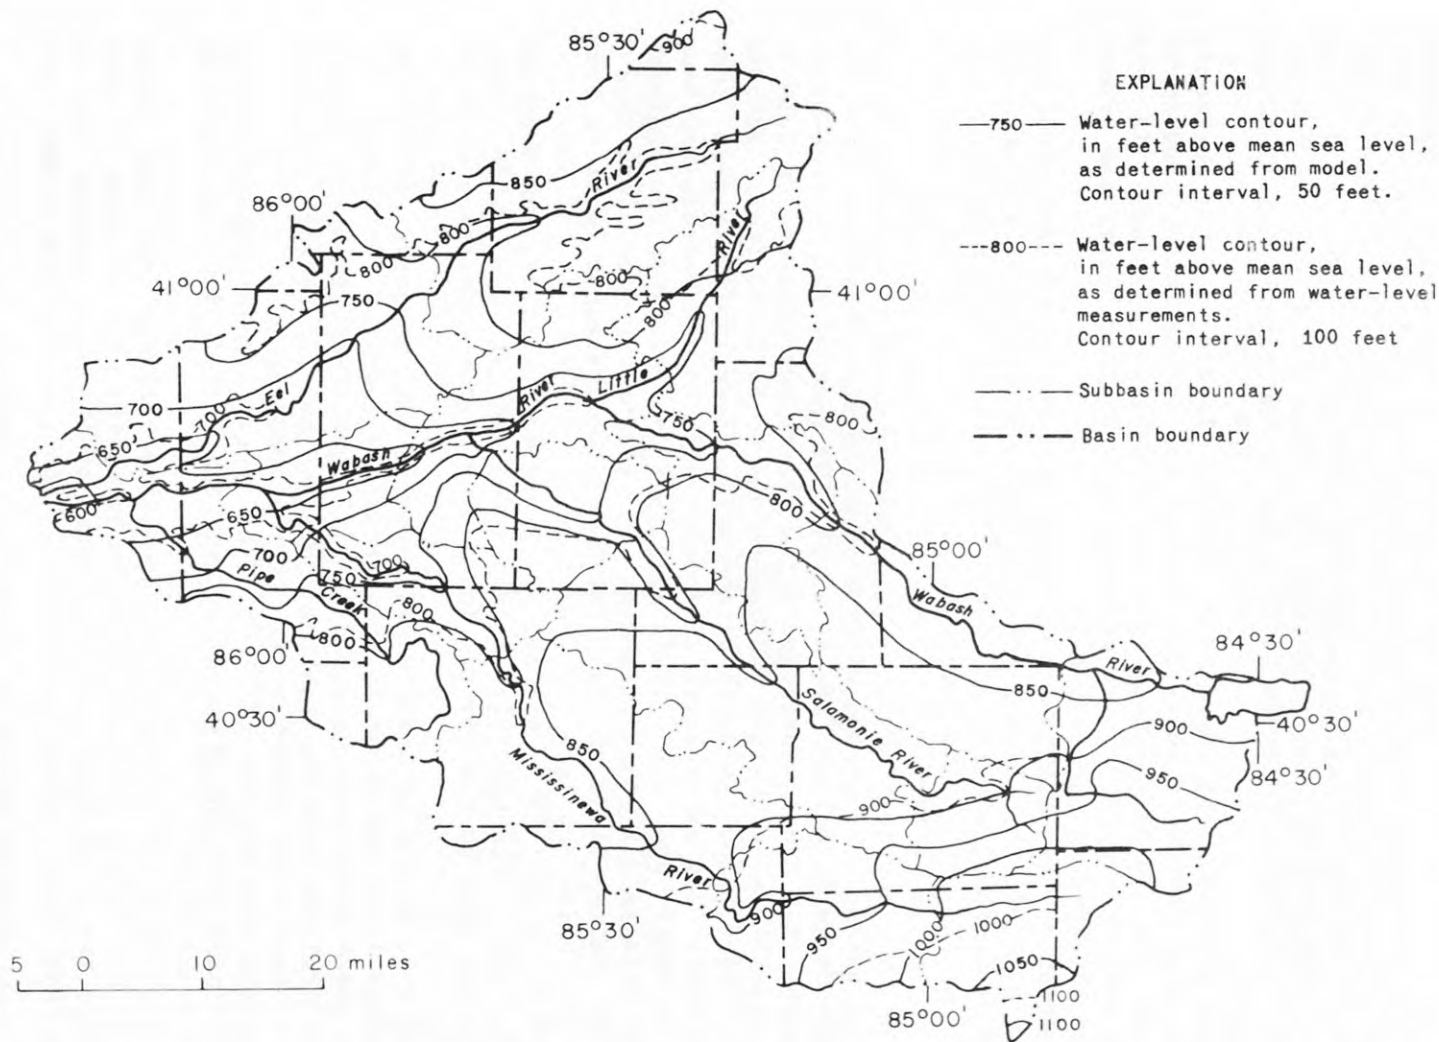 EXPLANATION
—750— Water-level contour,
in feet above mean sea level,
as determined from model.
Contour interval, 50 feet.
---800--- Water-level contour,
in feet above mean sea level,
as determined from water-level
measurements.
Contour interval, 100 feet
Subbasin boundary
Basin boundary
85°30'
900
86°00'
850
River
800
River
41°00'
800
750
800
800
41°00'
700
700
Eel
River
Little
650
750
800
Wabash
600
650
800
700
700
85°00'
Pipe
750
Creek
800
Wabash
800
86°00'
84°30'
River
850
40°30'
Salamonie River
900
40°30'
850
84°30'
Mississinewa
950
900
River
900
85°30'
950
1000
1000
5 0 10 20 miles
1050
1100
85°00'
1100